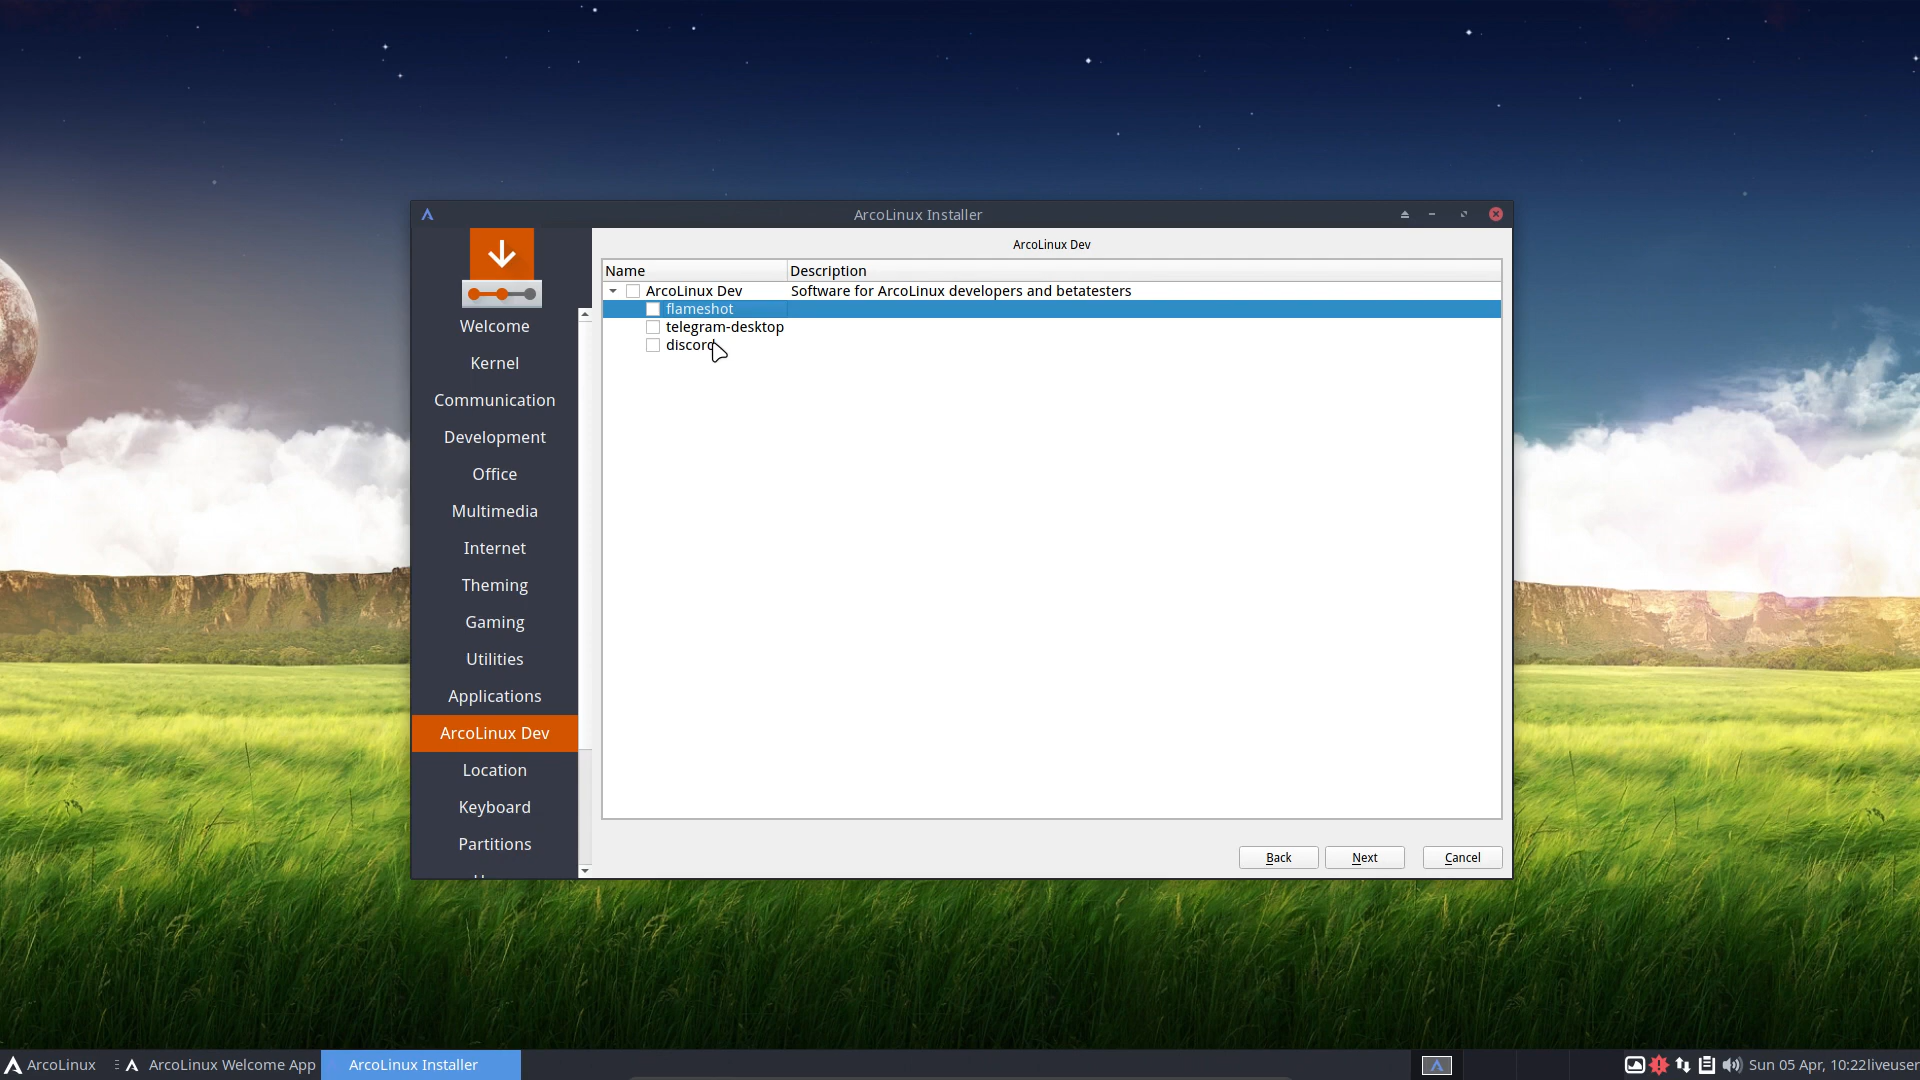 ArcoLinux Installer
ArcoLinux Dev
Name Description
ArcoLinux Dev Software for ArcoLinux developers and betatesters
flameshot
telegram-desktop
discord
Welcome
Kernel
Communication
Development
Office
Multimedia
Internet
Theming
Gaming
Utilities
Applications
ArcoLinux Dev
Location
Keyboard
Partitions
Back Next Cancel
ArcoLinux ArcoLinux Welcome App ArcoLinux Installer Sun 05 Apr, 10:22liveuser